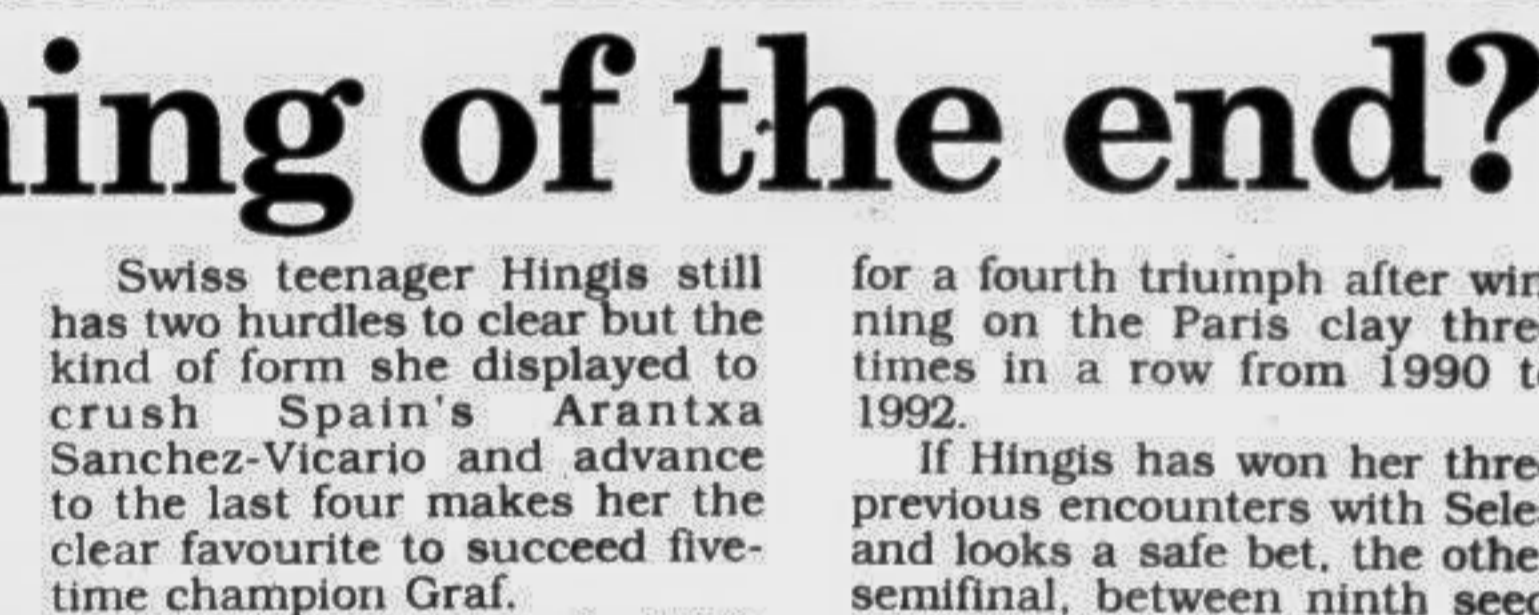 ning of the end?
Swiss teenager Hingis still
has two hurdles to clear but the
kind of form she displayed to
crush Spain's Arantxa
Sanchez-Vicario and advance
to the last four makes her the
clear favourite to succeed five-
time champion Graf.
for a fourth triumph after win
ning on the Paris clay thre
times in a row from 1990 t
1992.
If Hingis has won her thre
previous encounters with Sele
and looks a safe bet, the othe
semifinal, between ninth seed